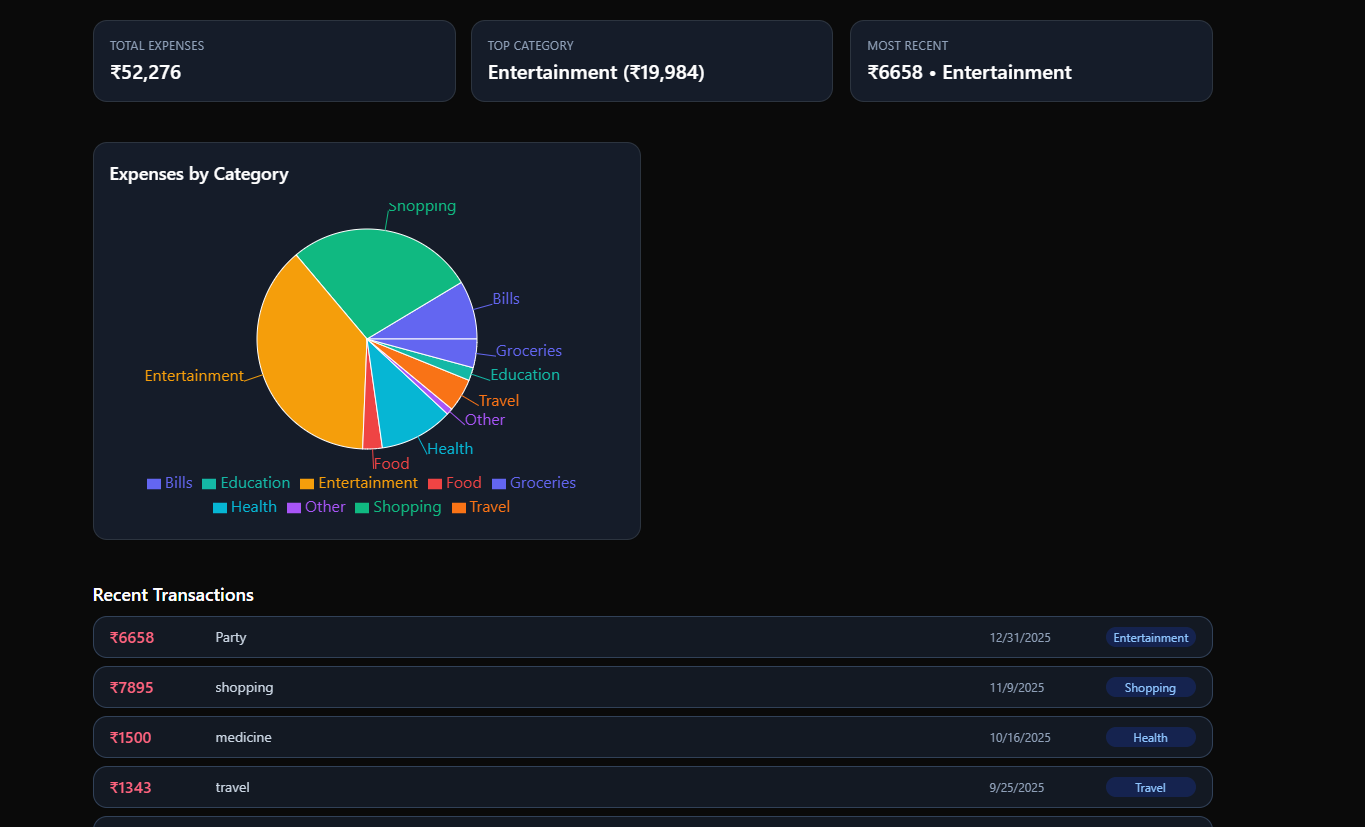 TOTAL EXPENSES
₹52,276
TOP CATEGORY
Entertainment (₹19,984)
MOST RECENT
₹6658 • Entertainment
Expenses by Category
Shopping
Bills
Groceries
Entertainment
Education
Travel
Other
Health
Food
Bills Education Entertainment Food Groceries
Health Other Shopping Travel
Recent Transactions
₹6658 Party 12/31/2025 Entertainment
₹7895 shopping 11/9/2025 Shopping
₹1500 medicine 10/16/2025 Health
₹1343 travel 9/25/2025 Travel